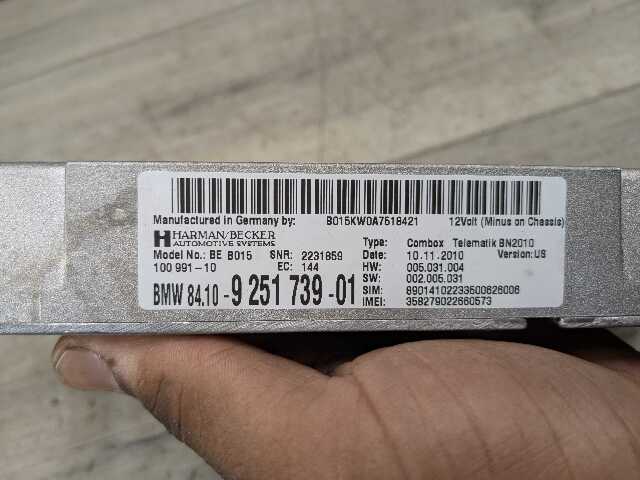 Manufactured in Germany by: B015KW0A7518421 12Volt (Minus on Chassis)
HARMAN/BECKER
AUTOMOTIVE SYSTEMS
Type: Combox Telematik BN2010
Model No.: BE B015 SNR: 2231859 Date: 10.11.2010 Version: US
100 991-10 EC: 144 HW: 005.031.004
SW: 002.005.031
BMW 84.10 - 9 251 739 - 01 SIM: 89014102233500628006
IMEI: 358279022660573